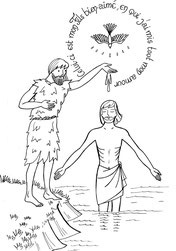 Celui-ci est mon Fils bien aimé, en qui j'ai mis tout mon amour